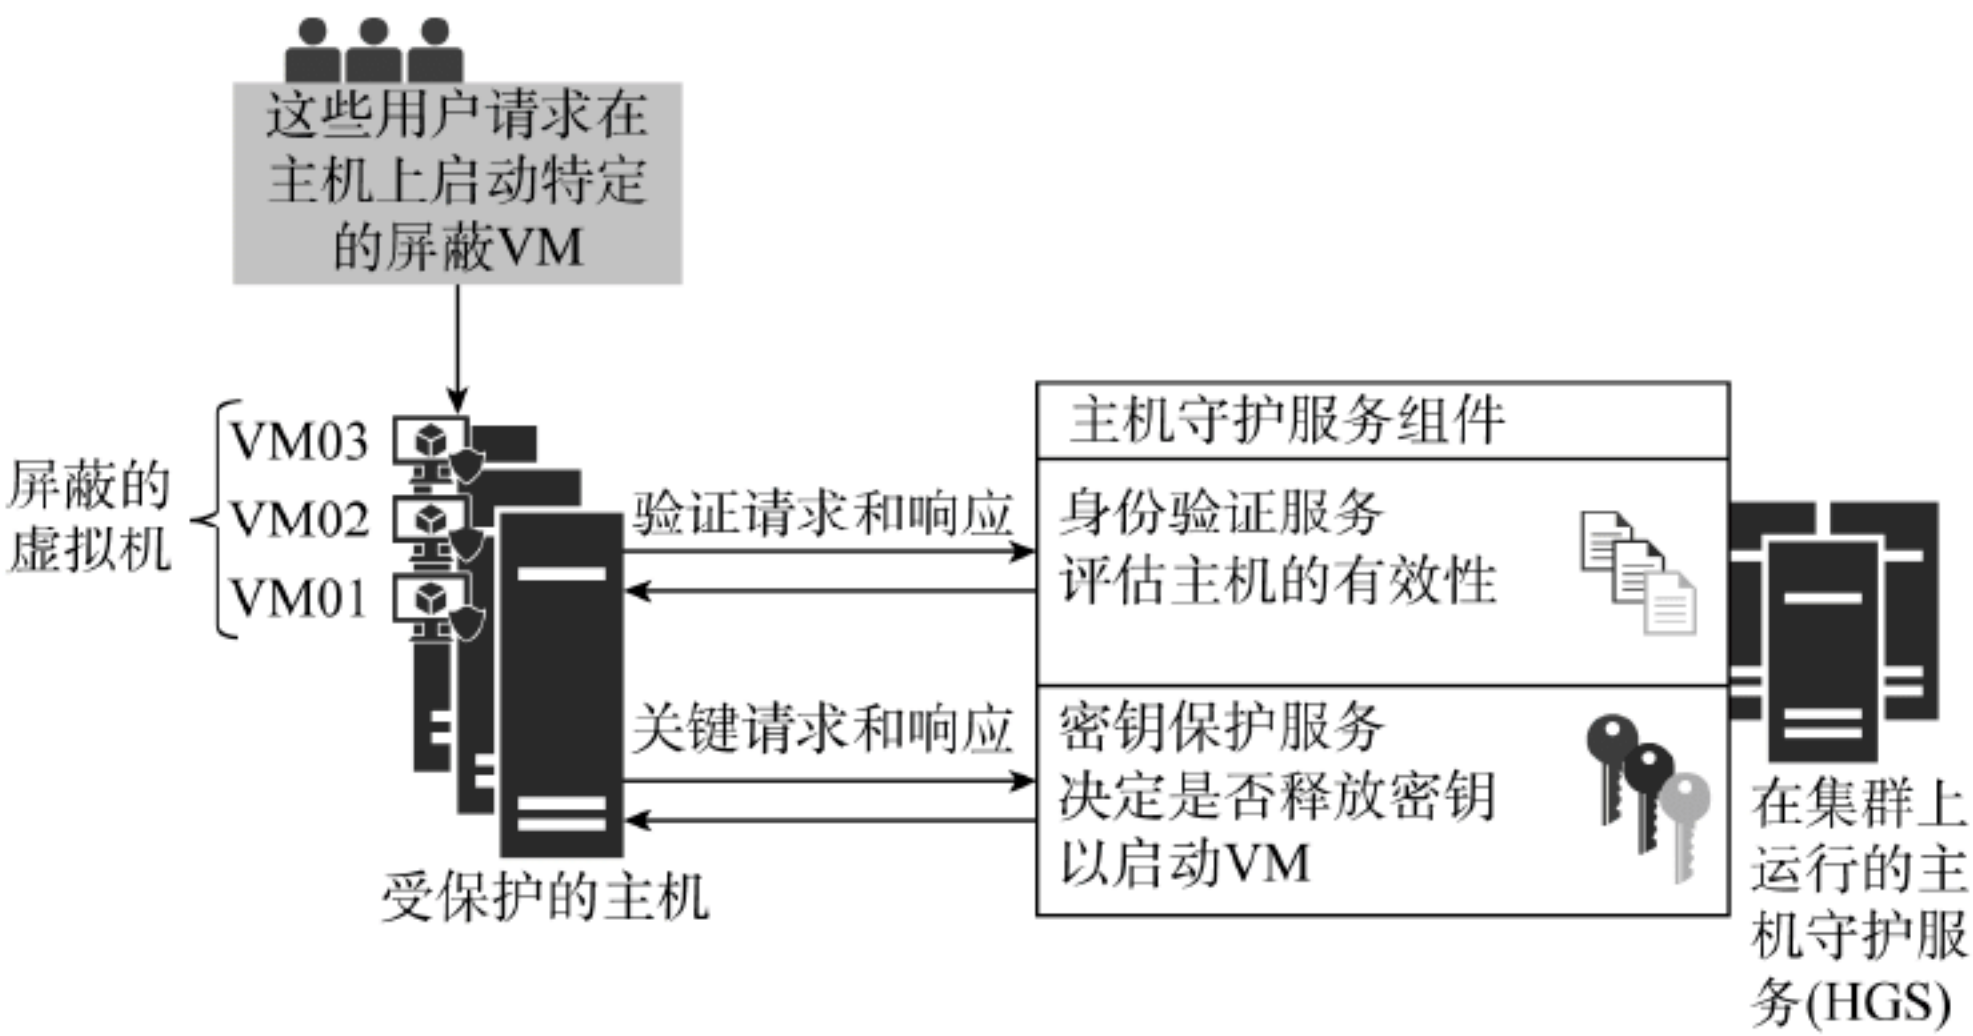 这些用户请求在
主机上启动特定
的屏蔽VM
屏蔽的
虚拟机
VM03
VM02
VM01
受保护的主机
验证请求和响应
关键请求和响应
主机守护服务组件
身份验证服务
评估主机的有效性
密钥保护服务
决定是否释放密钥
以启动VM
在集群上
运行的主
机守护服
务(HGS)